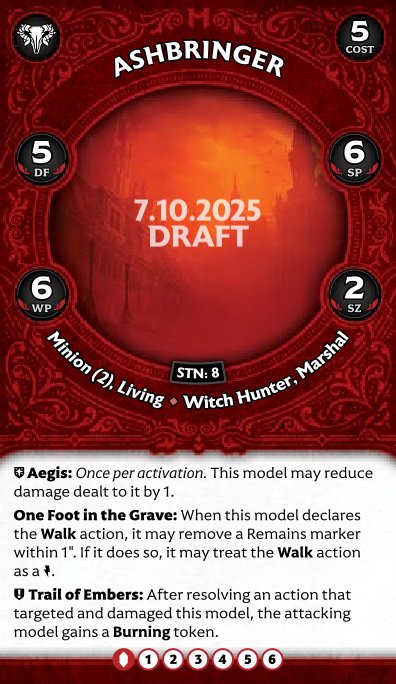 ASHBRINGER
5
COST
5
DF
6
SP
7.10.2025
DRAFT
6
WP
2
SZ
STN: 8
Minion (2), Living ◆ Witch Hunter, Marshal
Aegis: Once per activation. This model may reduce
damage dealt to it by 1.
One Foot in the Grave: When this model declares
the Walk action, it may remove a Remains marker
within 1". If it does so, it may treat the Walk action
as a .
Trail of Embers: After resolving an action that
targeted and damaged this model, the attacking
model gains a Burning token.
1 2 3 4 5 6